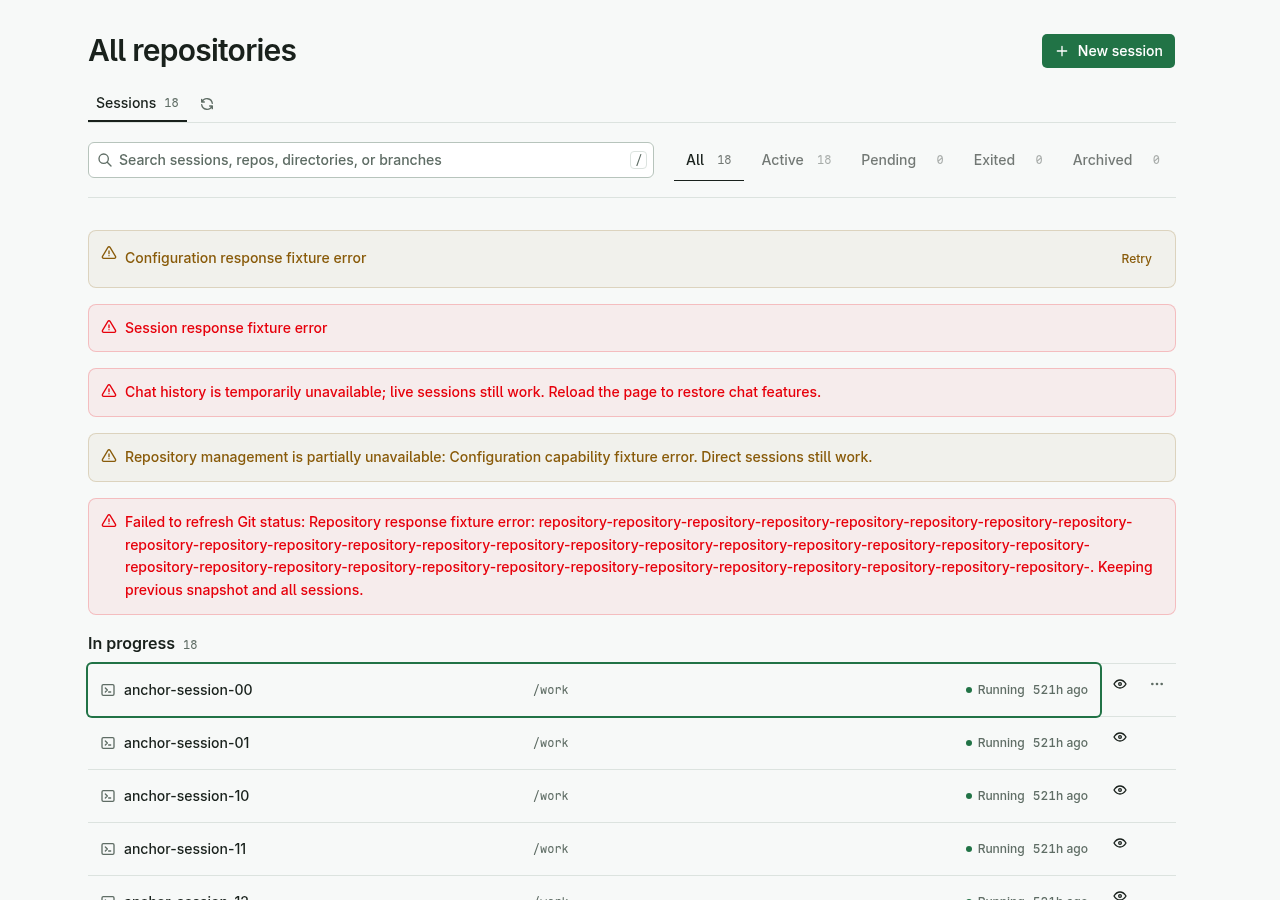 All repositories
New session
Sessions 18
Search sessions, repos, directories, or branches /
All 18 Active 18 Pending 0 Exited 0 Archived 0
Configuration response fixture error Retry
Session response fixture error
Chat history is temporarily unavailable; live sessions still work. Reload the page to restore chat features.
Repository management is partially unavailable: Configuration capability fixture error. Direct sessions still work.
Failed to refresh Git status: Repository response fixture error: repository-repository-repository-repository-repository-repository-repository-repository-
repository-repository-repository-repository-repository-repository-repository-repository-repository-repository-repository-repository-repository-
repository-repository-repository-repository-repository-repository-repository-repository-repository-repository-repository-repository-repository-. Keeping
previous snapshot and all sessions.
In progress 18
anchor-session-00 /work Running 521h ago
anchor-session-01 /work Running 521h ago
anchor-session-10 /work Running 521h ago
anchor-session-11 /work Running 521h ago